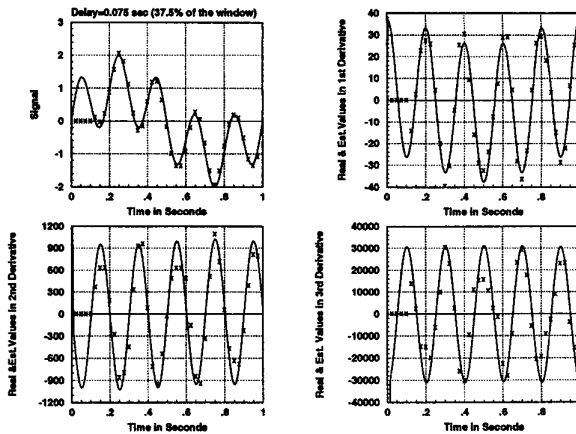 Delay=0.075 sec (37.5% of the window)
Signal
2
1
0
-1
-2
0 .2 .4 .6 .8 1
Time in Seconds
Real & Est.Values in 1st Derivative
40
30
20
10
0
-10
-20
-30
-40
0 .2 .4 .6 .8
Time in Seconds
Real &Est.Values in 2nd Derivative
1200
900
600
300
0
-300
-600
-900
-1200
0 .2 .4 .6 .8 1
Time in Seconds
Real & Est. Values in 3rd Derivative
40000
30000
20000
10000
0
-10000
-20000
-30000
-40000
0 .2 .4 .6 .8
Time in Seconds